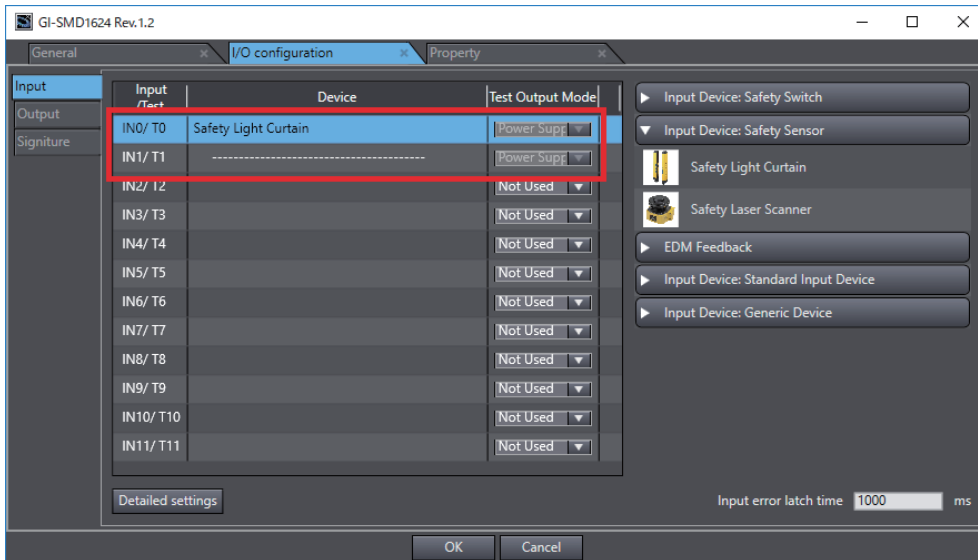 GI-SMD1624 Rev.1.2
General
I/O configuration
Property
Input
Output
Signiture
Input /Test Device Test Output Mode
IN0/ T0 Safety Light Curtain Power Supp
IN1/ T1 ---------------------------------------- Power Supp
IN2/ T2 Not Used
IN3/ T3 Not Used
IN4/ T4 Not Used
IN5/ T5 Not Used
IN6/ T6 Not Used
IN7/ T7 Not Used
IN8/ T8 Not Used
IN9/ T9 Not Used
IN10/ T10 Not Used
IN11/ T11 Not Used
Input Device: Safety Switch
Input Device: Safety Sensor
Safety Light Curtain
Safety Laser Scanner
EDM Feedback
Input Device: Standard Input Device
Input Device: Generic Device
Detailed settings
Input error latch time 1000 ms
OK Cancel